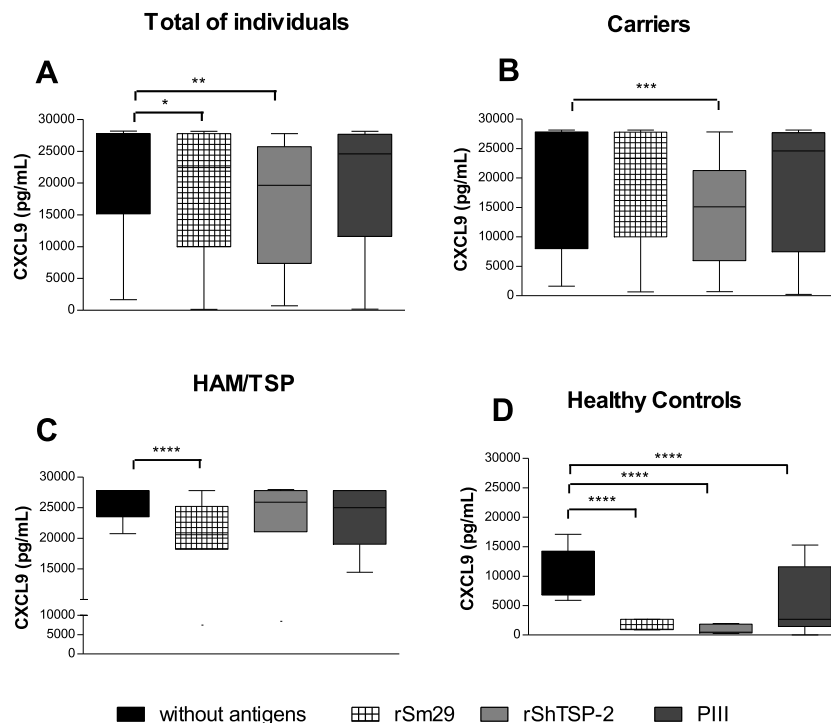 Total of individuals
Carriers
A
B
**
*
***
30000
25000
20000
15000
10000
5000
0
CXCL9 (pg/mL)
30000
25000
20000
15000
10000
5000
0
CXCL9 (pg/mL)
HAM/TSP
Healthy Controls
C
D
****
30000
25000
20000
15000
10000
5000
0
CXCL9 (pg/mL)
****
****
****
30000
25000
20000
15000
10000
5000
0
CXCL9 (pg/mL)
without antigens rSm29 rShTSP-2 PIII